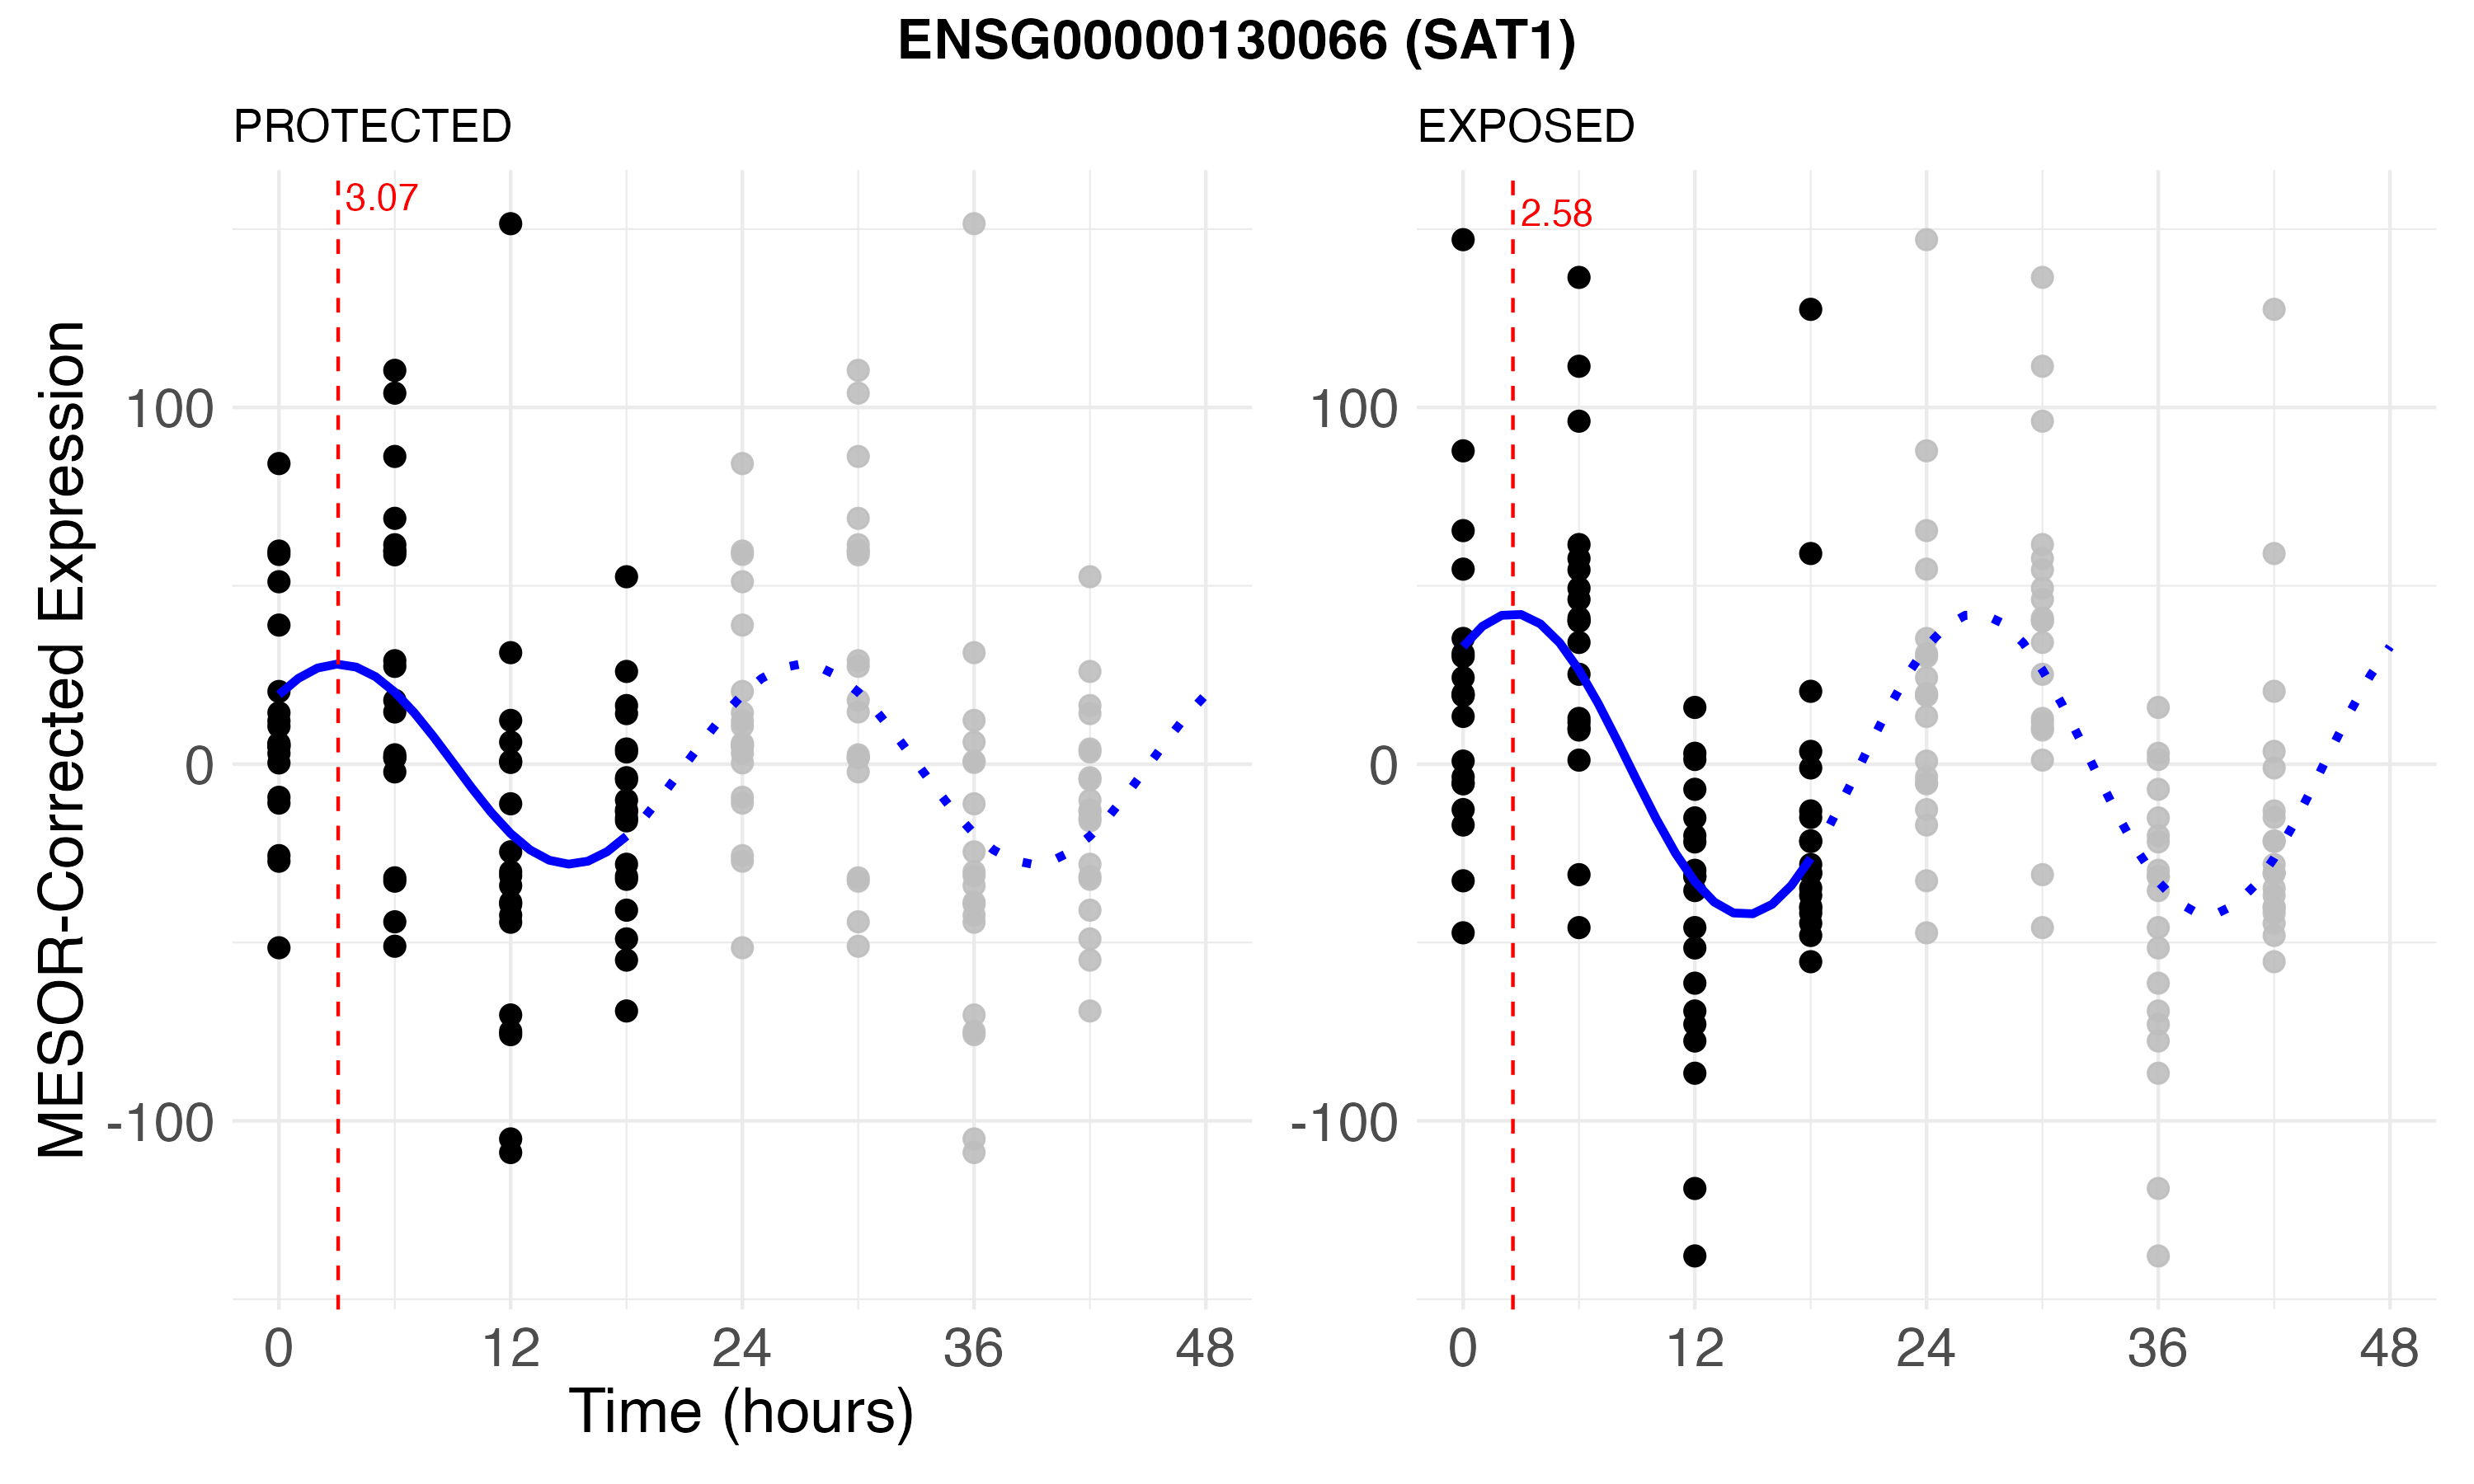 ENSG00000130066 (SAT1)
PROTECTED
EXPOSED
3.07
2.58
MESOR-Corrected Expression
100
0
-100
100
0
-100
0 12 24 36 48
0 12 24 36 48
Time (hours)